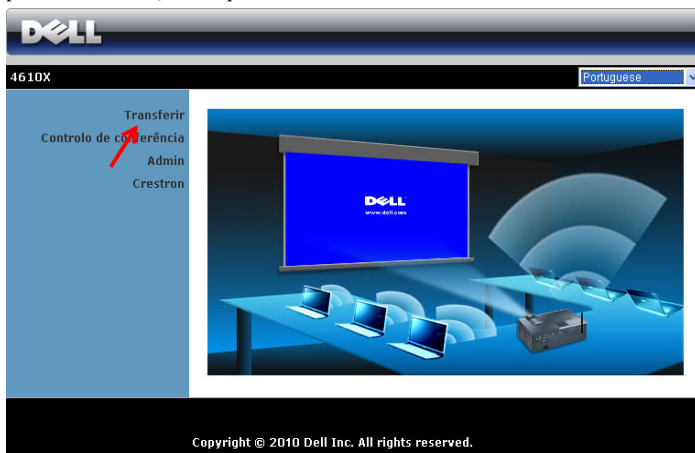 DELL
4610X
Portuguese
Transferir
Controlo de conferência
Admin
Crestron
DELL
www.dell.com
Copyright © 2010 Dell Inc. All rights reserved.